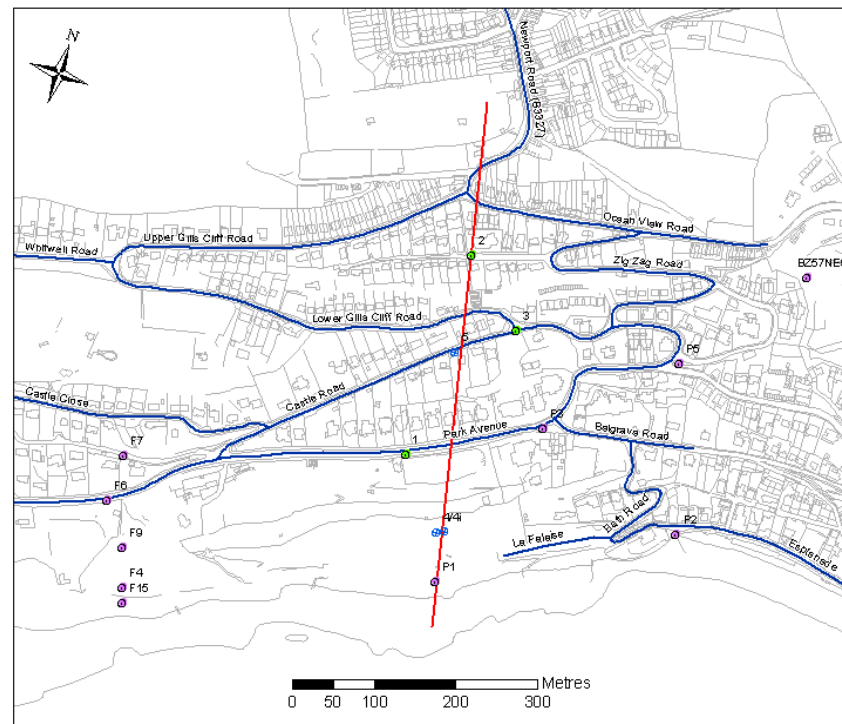 N
Newport Road (B3327)
Ocean View Road
2
Upper Gills Cliff Road
Whitwell Road
Zig Zag Road
BZ57NE
Lower Gills Cliff Road
3
5
P5
Castle Road
Castle Close
P3
Park Avenue
1
Belgrave Road
F7
F6
4/4i
Bath Road
La Falaise
P2
F9
Esplanade
P1
F4
F15
Metres
0 50 100 200 300